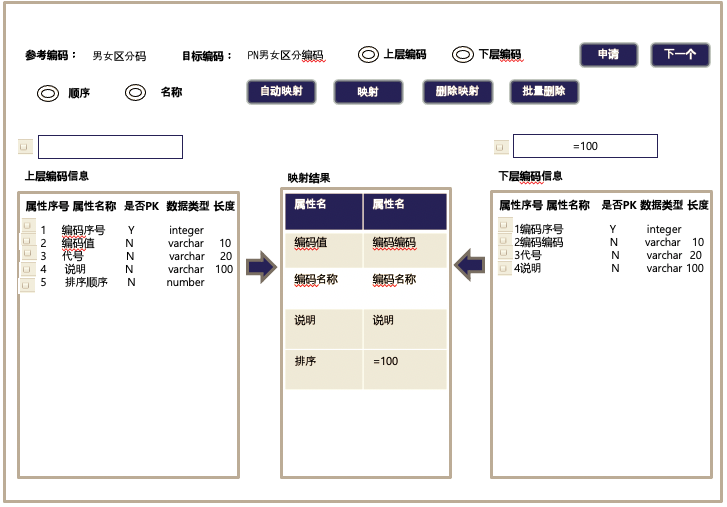 参考编码： 男女区分码 目标编码： PN男女区分编码 上层编码 下层编码 申请 下一个
顺序 名称 自动映射 映射 删除映射 批量删除
=100
上层编码信息 映射结果 下层编码信息
属性序号 属性名称 是否PK 数据类型 长度
1 编码序号 Y integer
2 编码值 N varchar 10
3 代号 N varchar 20
4 说明 N varchar 100
5 排序顺序 N number
属性名 属性名
编码值 编码编码
编码名称 编码名称
说明 说明
排序 =100
属性序号 属性名称 是否PK 数据类型 长度
1编码序号 Y integer
2编码编码 N varchar 10
3代号 N varchar 20
4说明 N varchar 100